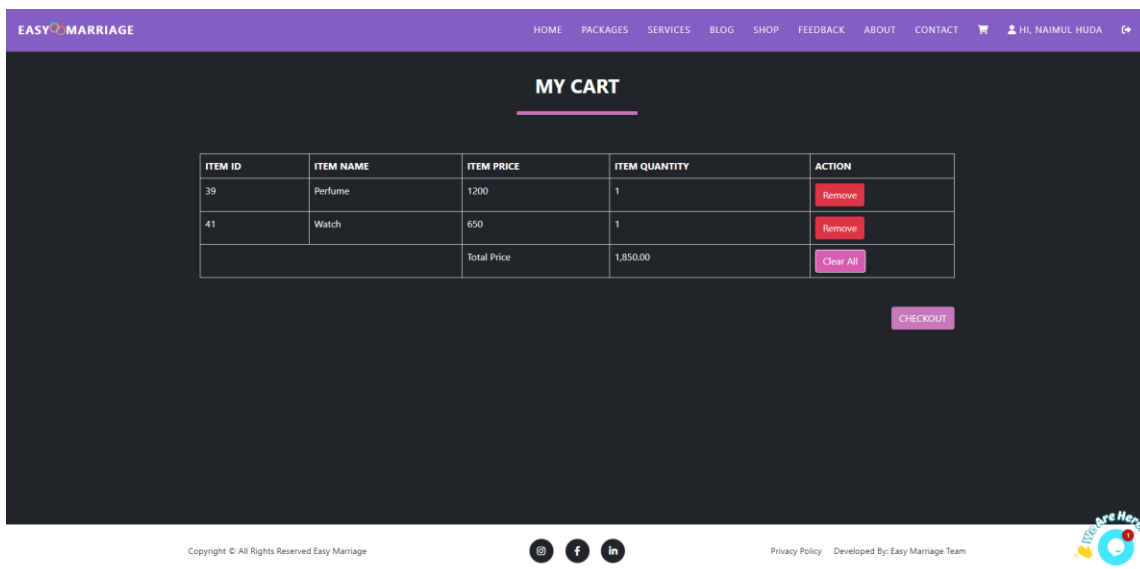 EASY MARRIAGE HOME PACKAGES SERVICES BLOG SHOP FEEDBACK ABOUT CONTACT HI, NAIMUL HUDA
MY CART
ITEM ID ITEM NAME ITEM PRICE ITEM QUANTITY ACTION
39 Perfume 1200 1 Remove
41 Watch 650 1 Remove
Total Price 1,850.00 Clear All
CHECKOUT
We Are Here
1
Copyright © All Rights Reserved Easy Marriage Privacy Policy Developed By: Easy Marriage Team